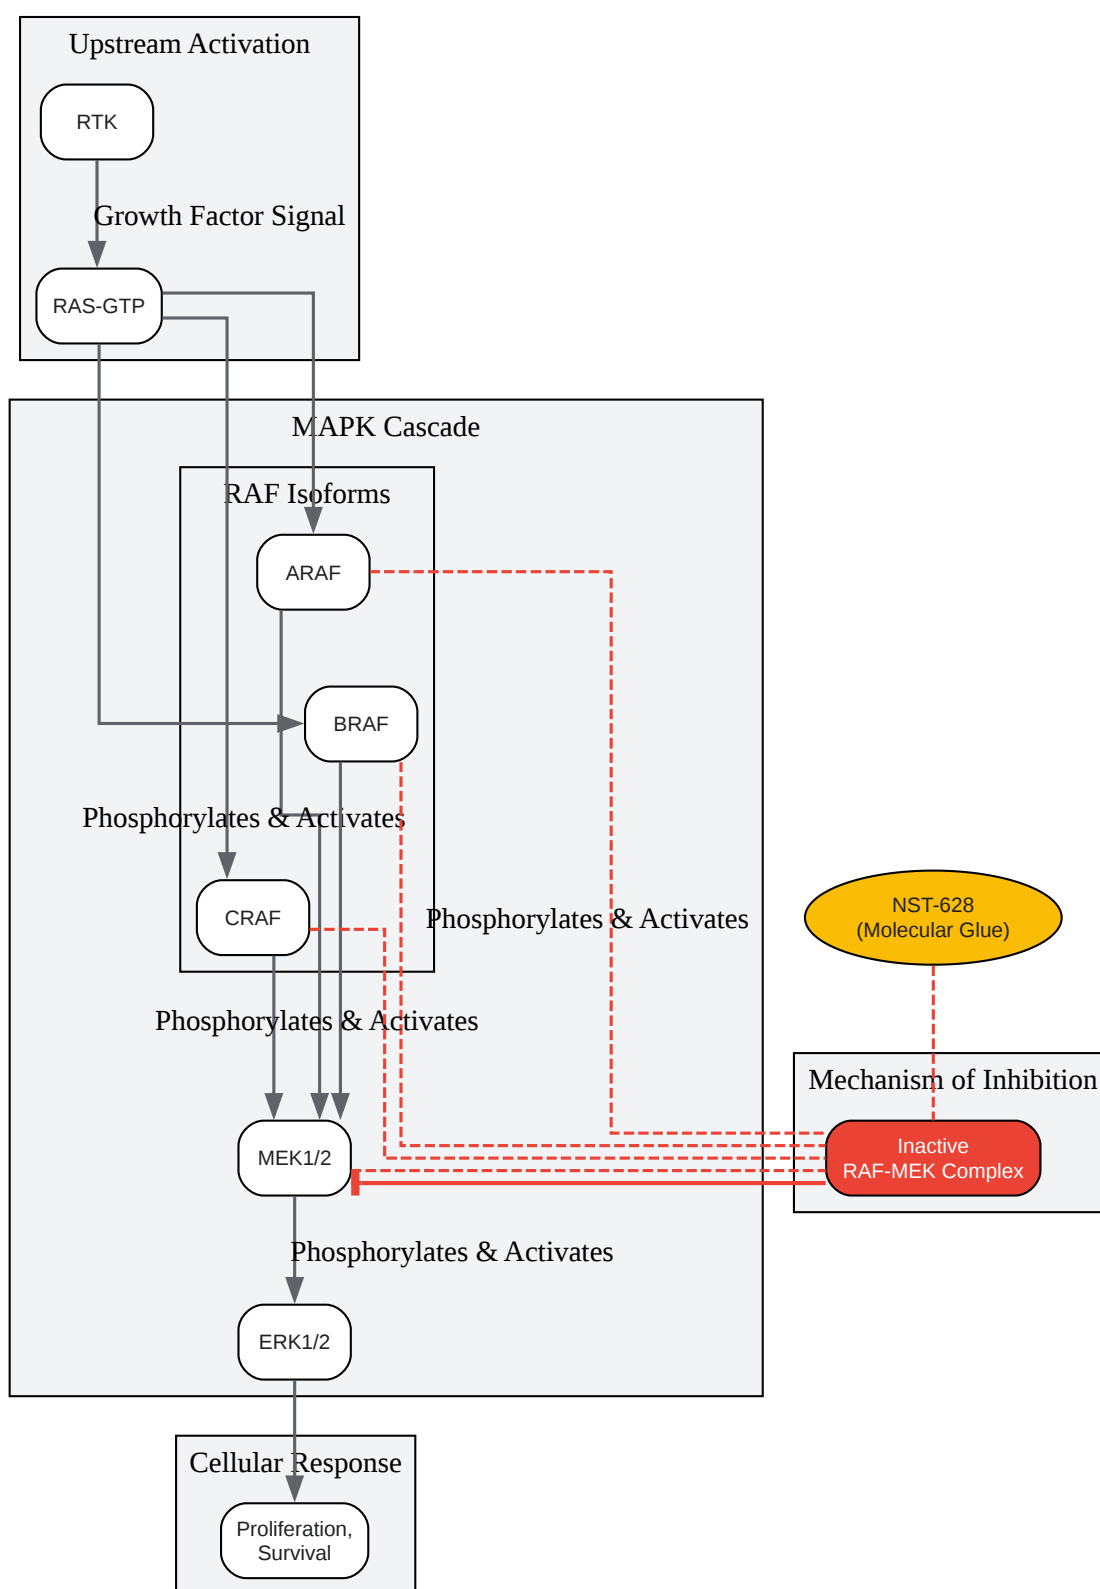 Upstream Activation
RTK
Growth Factor Signal
RAS-GTP
MAPK Cascade
RAF Isoforms
ARAF
BRAF
Phosphorylates & Activates
CRAF
Phosphorylates & Activates
NST-628
(Molecular Glue)
Phosphorylates & Activates
Mechanism of Inhibition
MEK1/2
Inactive
RAF-MEK Complex
Phosphorylates & Activates
ERK1/2
Cellular Response
Proliferation,
Survival